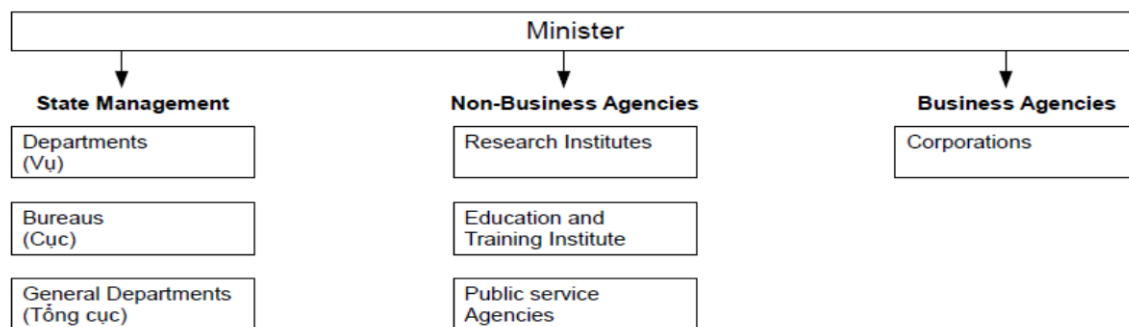 Minister
State Management
Non-Business Agencies
Business Agencies
Departments
(Vụ)
Research Institutes
Corporations
Bureaus
(Cục)
Education and
Training Institute
General Departments
(Tổng cục)
Public service
Agencies